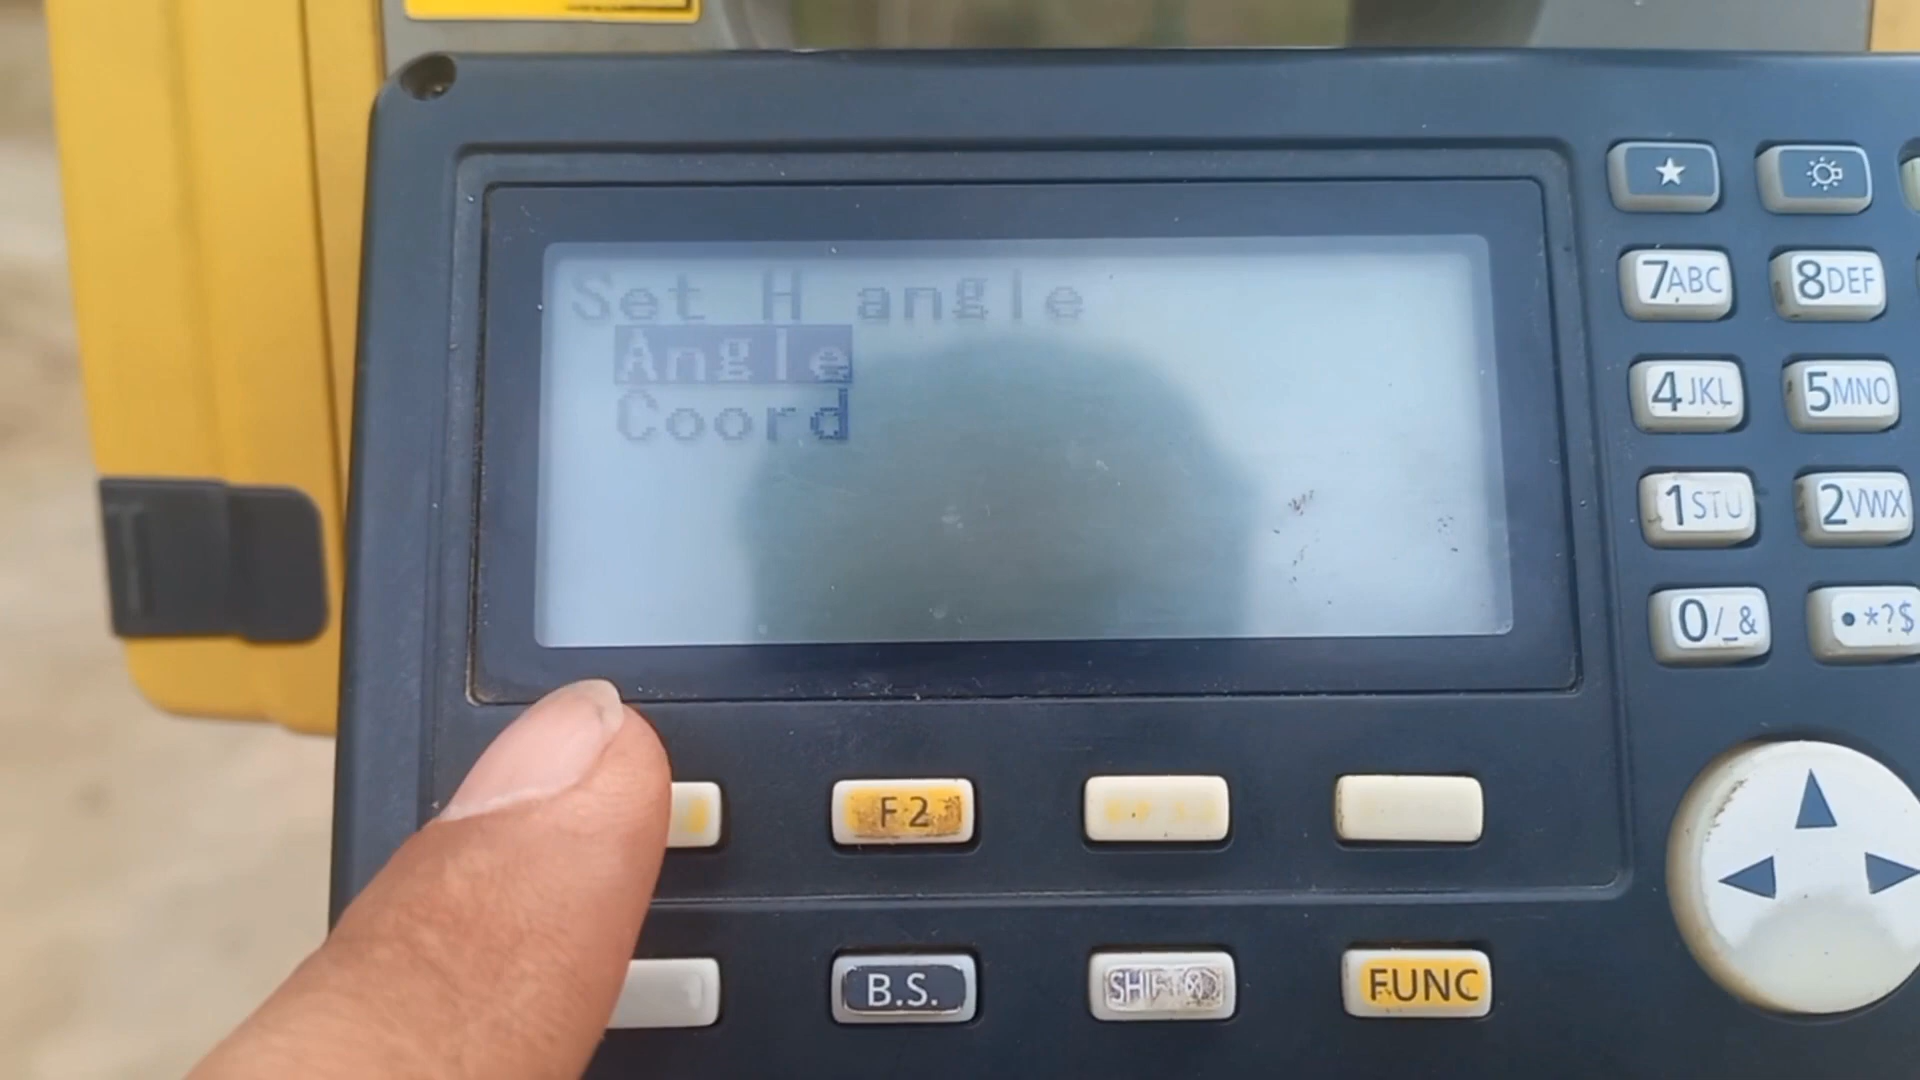 Set H angle
Angle
Coord
★
7ABC
8DEF
4JKL
5MNO
1STU
2VWX
0/_&
•*?$
F2
B.S.
SHIFT
FUNC